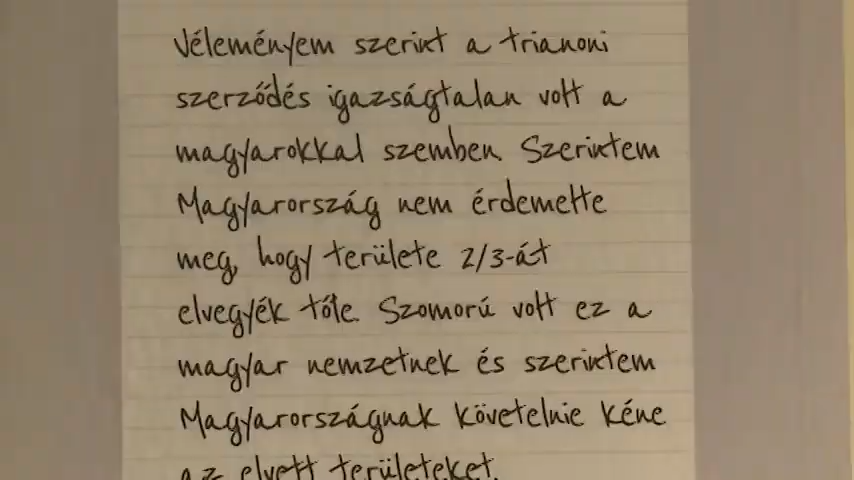 Véleményem szerint a trianoni
szerződés igazságtalan volt a
magyarokkal szemben. Szerintem
Magyarország nem érdemette
meg, hogy területe 2/3-át
elvegyék tőle. Szomorú volt ez a
magyar nemzetnek és szerintem
Magyarországnak követelnie kéne
az elvett területeket.